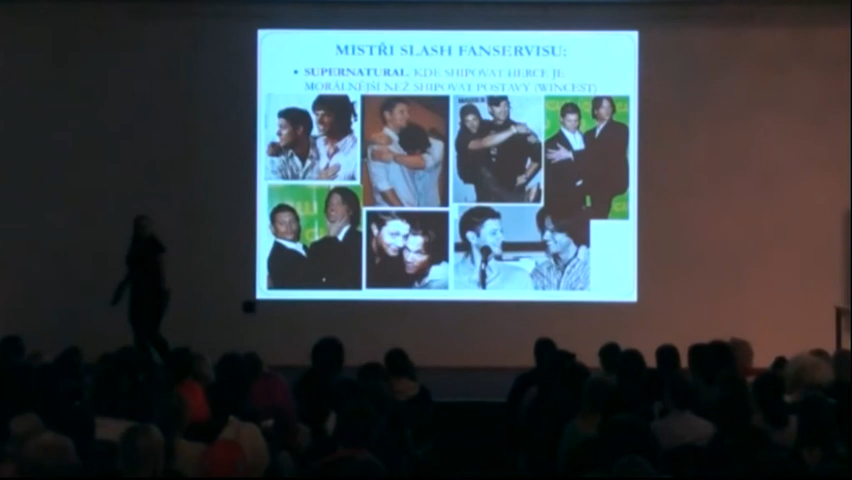 MISTŘI SLASH FANSERVISU:
• SUPERNATURAL, KDE SHIPOVAT HERCE JE
MORÁLNĚJŠÍ NEŽ SHIPOVAT POSTAVY (WINCEST)